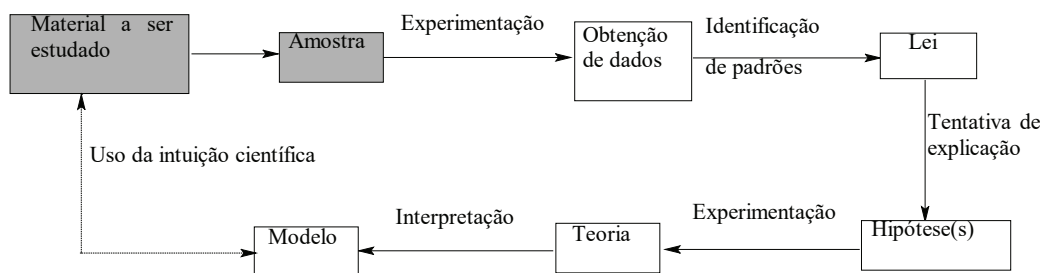 Material a ser
estudado
Amostra
Experimentação
Obtenção
de dados
Identificação
de padrões
Lei
Tentativa de
explicação
Hipótese(s)
Experimentação
Teoria
Interpretação
Modelo
Uso da intuição científica